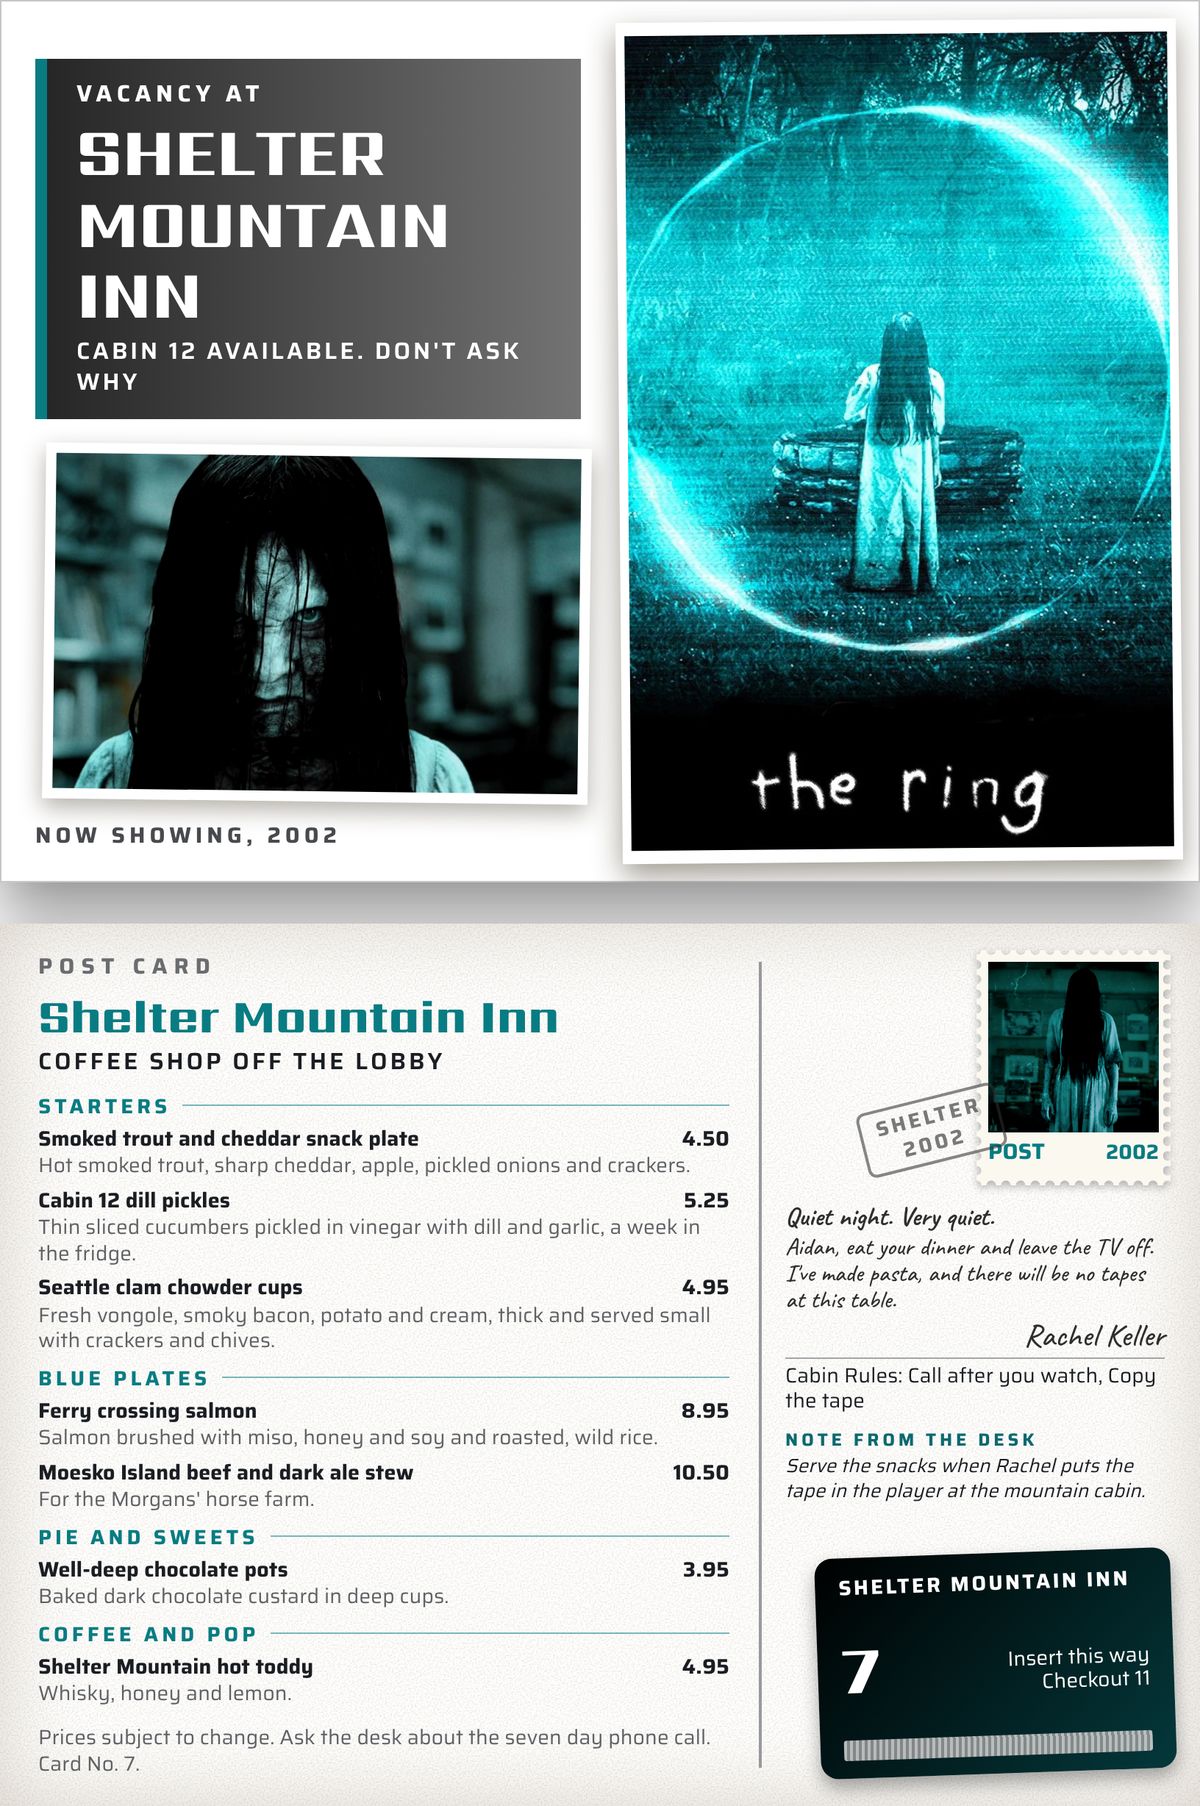 VACANCY AT
SHELTER
MOUNTAIN
INN
CABIN 12 AVAILABLE. DON'T ASK
WHY
NOW SHOWING, 2002
the ring
POST CARD
Shelter Mountain Inn
COFFEE SHOP OFF THE LOBBY
STARTERS
Smoked trout and cheddar snack plate 4.50
Hot smoked trout, sharp cheddar, apple, pickled onions and crackers.
Cabin 12 dill pickles 5.25
Thin sliced cucumbers pickled in vinegar with dill and garlic, a week in
the fridge.
Seattle clam chowder cups 4.95
Fresh vongole, smoky bacon, potato and cream, thick and served small
with crackers and chives.
BLUE PLATES
Ferry crossing salmon 8.95
Salmon brushed with miso, honey and soy and roasted, wild rice.
Moesko Island beef and dark ale stew 10.50
For the Morgans' horse farm.
PIE AND SWEETS
Well-deep chocolate pots 3.95
Baked dark chocolate custard in deep cups.
COFFEE AND POP
Shelter Mountain hot toddy 4.95
Whisky, honey and lemon.
Prices subject to change. Ask the desk about the seven day phone call.
Card No. 7.
SHELTER
2002
POST 2002
Quiet night. Very quiet.
Aidan, eat your dinner and leave the TV off.
I've made pasta, and there will be no tapes
at this table.
Rachel Keller
Cabin Rules: Call after you watch, Copy
the tape
NOTE FROM THE DESK
Serve the snacks when Rachel puts the
tape in the player at the mountain cabin.
SHELTER MOUNTAIN INN
7
Insert this way
Checkout 11